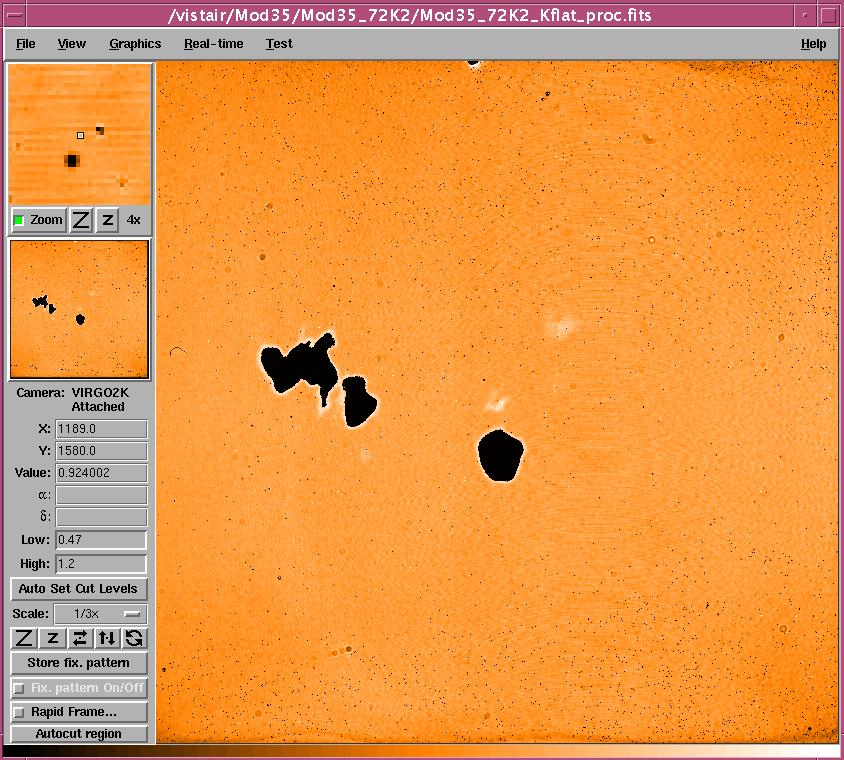 /vistair/Mod35/Mod35_72K2/Mod35_72K2_Kflat_proc.fits
File View Graphics Real-time Test Help
Zoom Z z 4x
Camera: VIRGO2K
Attached
X: 1189.0
Y: 1580.0
Value: 0.924002
α:
δ:
Low: 0.47
High: 1.2
Auto Set Cut Levels
Scale: 1/3x
Z z
Store fix. pattern
Fix. pattern On/Off
Rapid Frame...
Autocut region